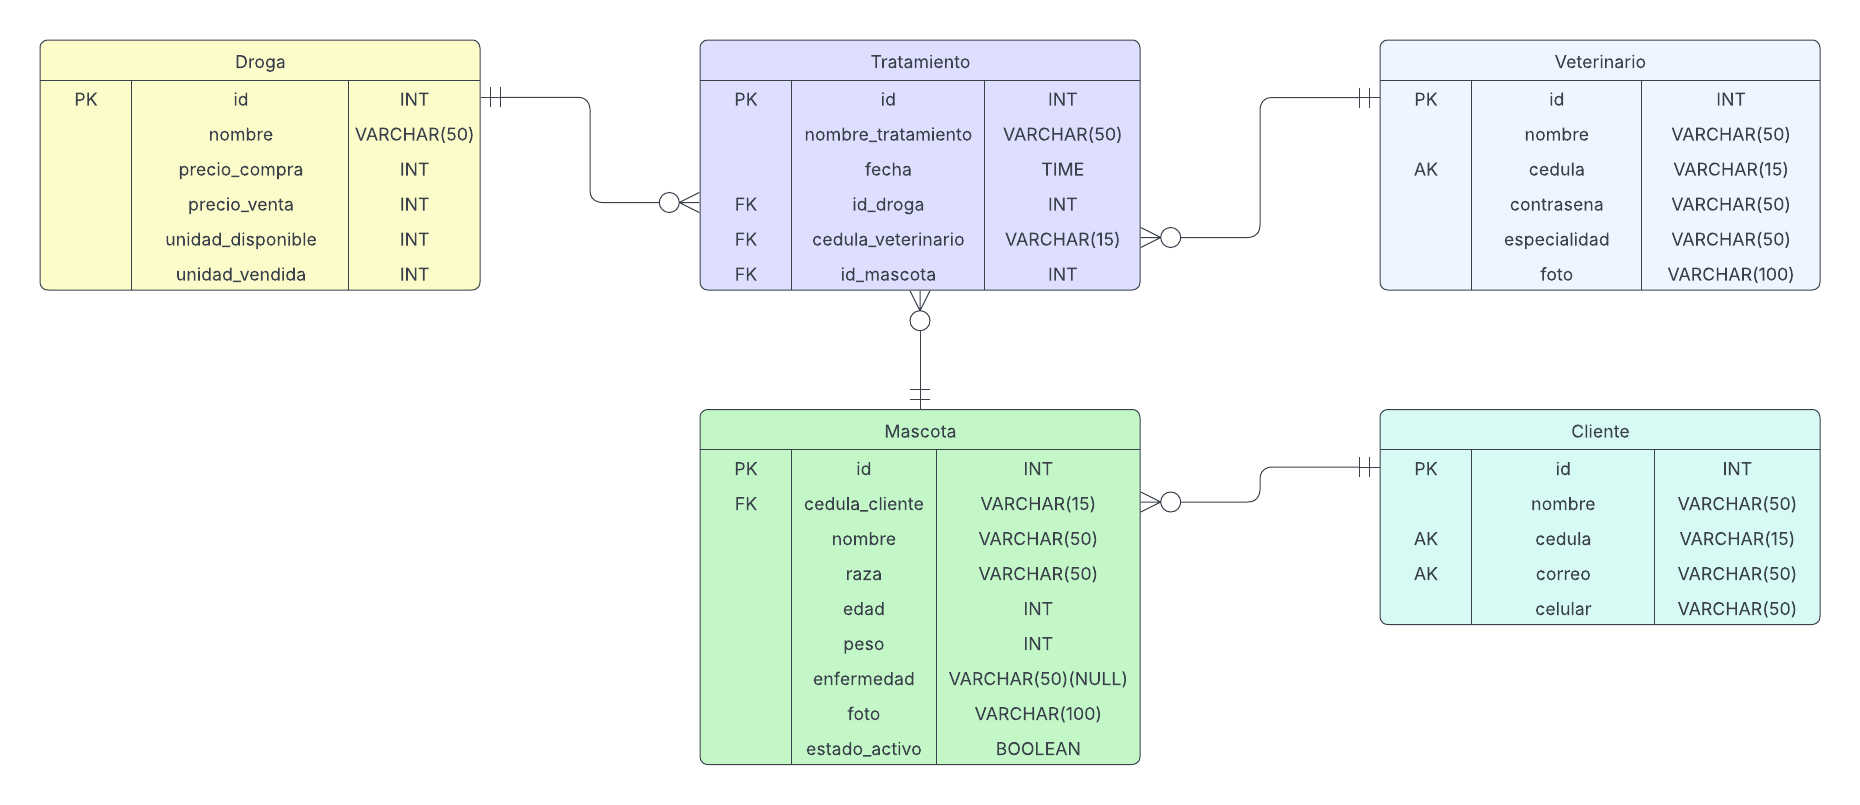 Droga
PK id INT
nombre VARCHAR(50)
precio_compra INT
precio_venta INT
unidad_disponible INT
unidad_vendida INT
Tratamiento
PK id INT
nombre_tratamiento VARCHAR(50)
fecha TIME
FK id_droga INT
FK cedula_veterinario VARCHAR(15)
FK id_mascota INT
Veterinario
PK id INT
nombre VARCHAR(50)
AK cedula VARCHAR(15)
contrasena VARCHAR(50)
especialidad VARCHAR(50)
foto VARCHAR(100)
Mascota
PK id INT
FK cedula_cliente VARCHAR(15)
nombre VARCHAR(50)
raza VARCHAR(50)
edad INT
peso INT
enfermedad VARCHAR(50)(NULL)
foto VARCHAR(100)
estado_activo BOOLEAN
Cliente
PK id INT
nombre VARCHAR(50)
AK cedula VARCHAR(15)
AK correo VARCHAR(50)
celular VARCHAR(50)